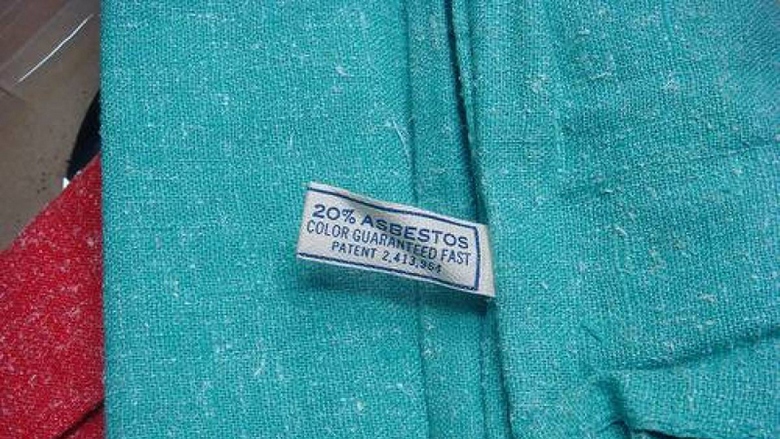 20% ASBESTOS
COLOR GUARANTEED FAST
PATENT 2,413,964